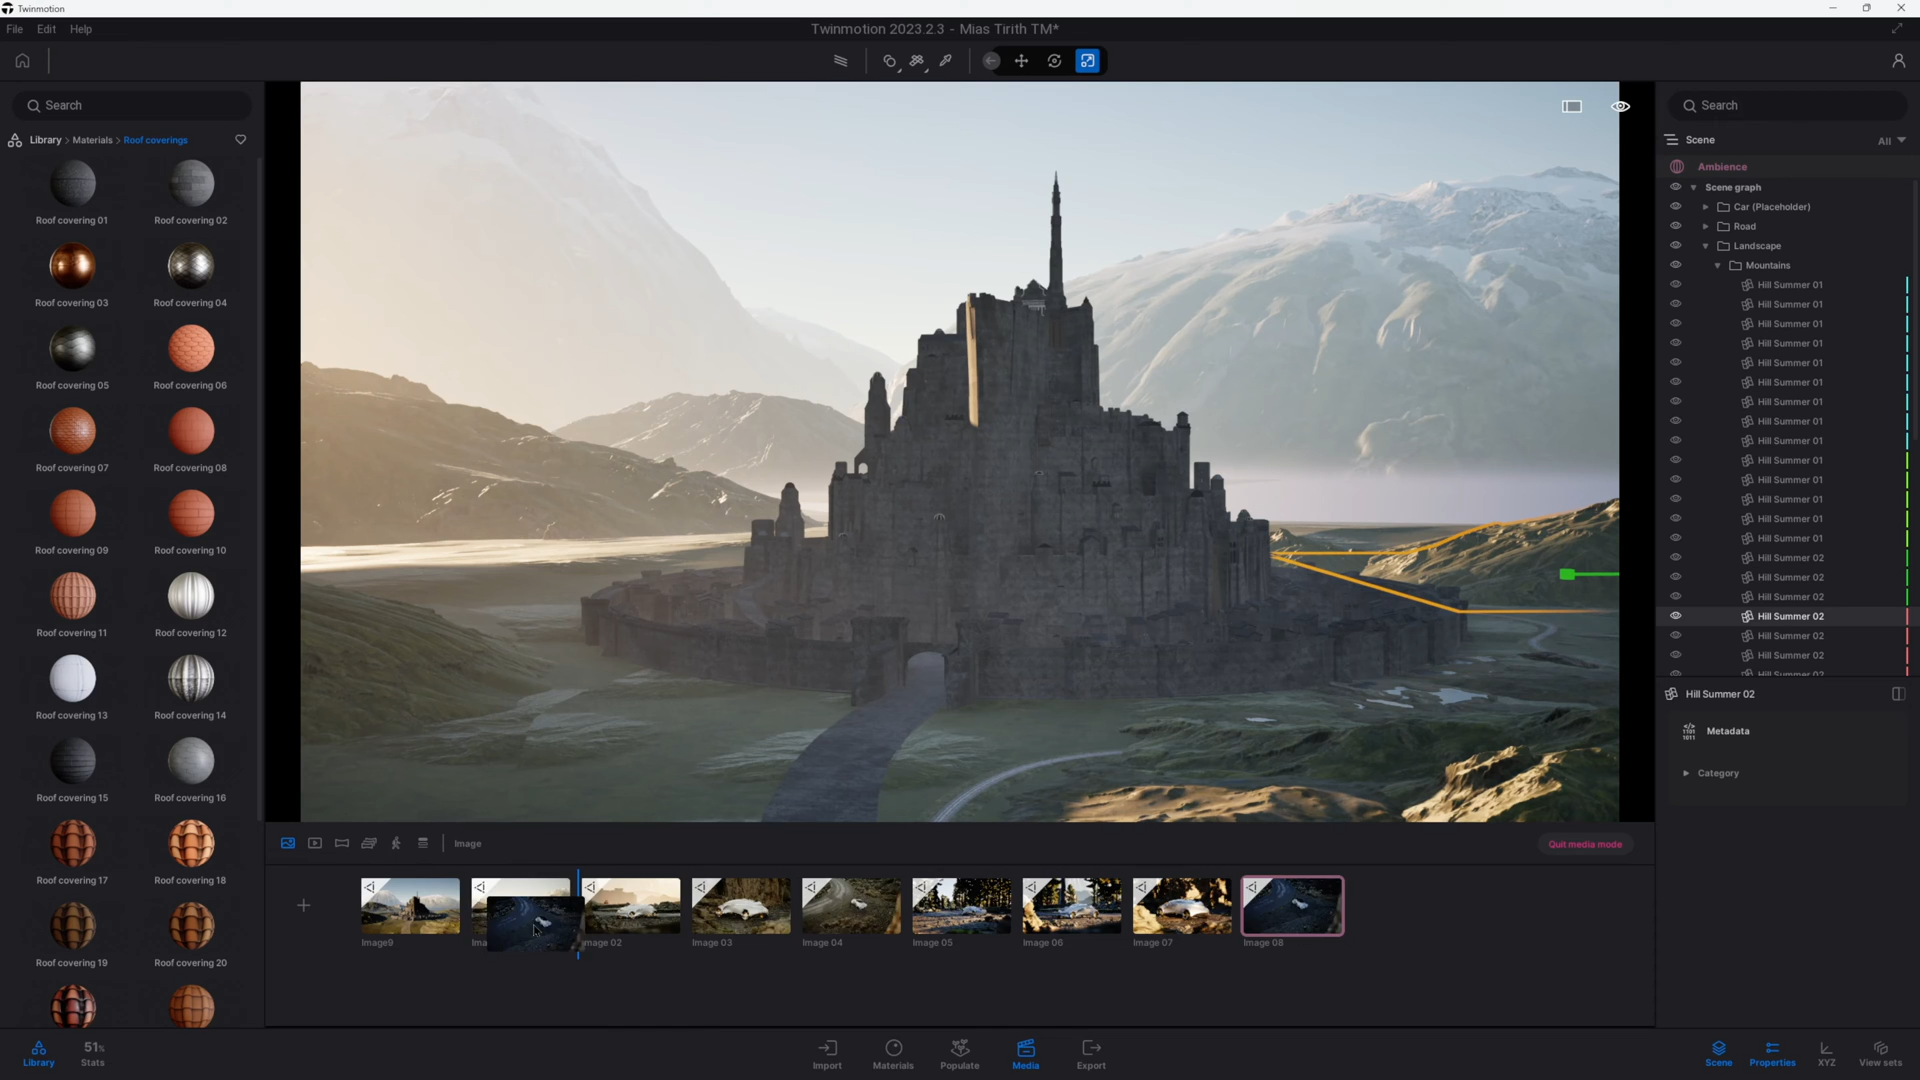 Twinmotion
File Edit Help
Twinmotion 2023.2.3 - Mias Tirith TM*
Search
Library > Materials > Roof coverings
Roof covering 01
Roof covering 02
Roof covering 03
Roof covering 04
Roof covering 05
Roof covering 06
Roof covering 07
Roof covering 08
Roof covering 09
Roof covering 10
Roof covering 11
Roof covering 12
Roof covering 13
Roof covering 14
Roof covering 15
Roof covering 16
Roof covering 17
Roof covering 18
Roof covering 19
Roof covering 20
Search
Scene
All
Ambience
Scene graph
Car (Placeholder)
Road
Landscape
Mountains
Hill Summer 01
Hill Summer 01
Hill Summer 01
Hill Summer 01
Hill Summer 01
Hill Summer 01
Hill Summer 01
Hill Summer 01
Hill Summer 01
Hill Summer 01
Hill Summer 01
Hill Summer 01
Hill Summer 01
Hill Summer 01
Hill Summer 02
Hill Summer 02
Hill Summer 02
Hill Summer 02
Hill Summer 02
Hill Summer 02
Hill Summer 02
Hill Summer 02
Metadata
Category
Image
Quit media mode
Image9
Ima
mage 02
Image 03
Image 04
Image 05
Image 06
Image 07
Image 08
Library
51%
Stats
Import
Materials
Populate
Media
Export
Scene
Properties
XYZ
View sets